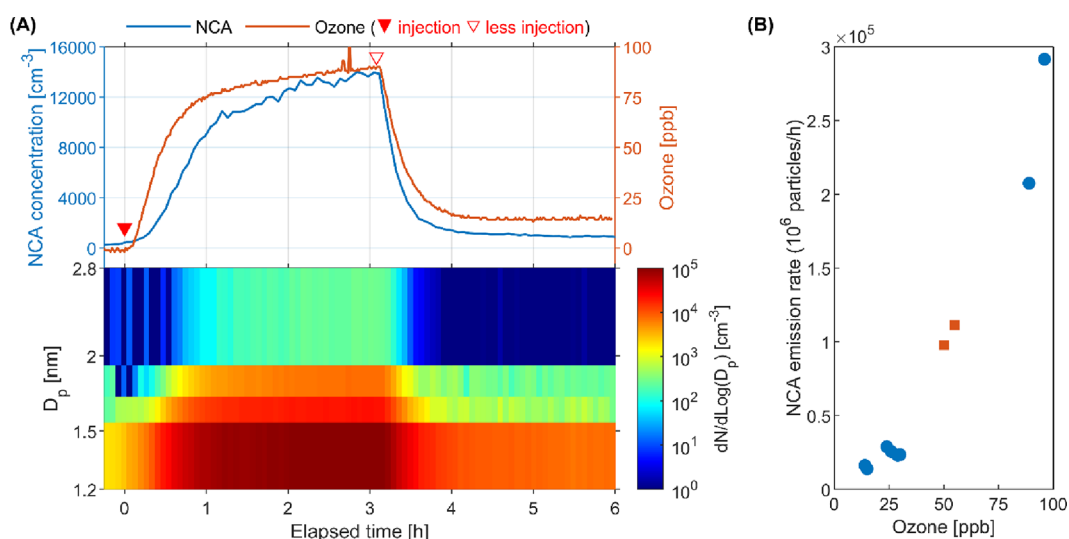 (A)
NCA Ozone (▼ injection ▽ less injection)
16000
12000
8000
4000
0
NCA concentration [cm⁻³]
100
75
50
25
0
Ozone [ppb]
2.8
2
1.5
1.2
Dₚ [nm]
0 1 2 3 4 5 6
Elapsed time [h]
10⁵
10⁴
10³
10²
10¹
10⁰
dN/dLog(Dₚ) [cm⁻³]
(B)
×10⁵
3
2.5
2
1.5
1
0.5
0
NCA emission rate (10⁶ particles/h)
0 25 50 75 100
Ozone [ppb]